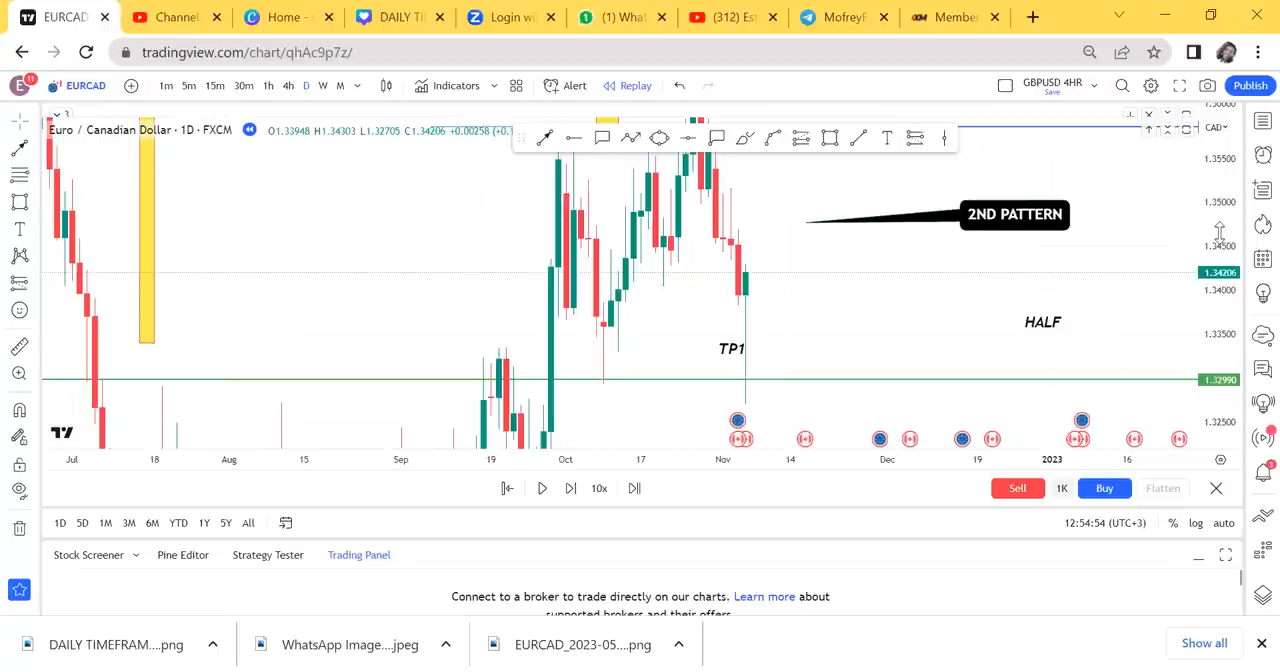 EURCAD
Channel
Home -
DAILY TI
Login wi
(1) What
(312) Es
MofreyF
Member
tradingview.com/chart/qhAc9p7z/
E 11 EURCAD 1m 5m 15m 30m 1h 4h D W M Indicators Alert Replay GBPUSD 4HR Save Publish
3
Euro / Canadian Dollar · 1D · FXCM O1.33948 H1.34303 L1.32705 C1.34206 +0.00258
CAD
1.35500
1.35000
2ND PATTERN
1.34500
1.34206
1.34000
HALF
1.33500
TP1
1.32990
1.32500
Jul 18 Aug 15 Sep 19 Oct 17 Nov 14 Dec 19 2023 16
10x Sell 1K Buy Flatten
1D 5D 1M 3M 6M YTD 1Y 5Y All 12:54:54 (UTC+3) % log auto
Stock Screener Pine Editor Strategy Tester Trading Panel
Connect to a broker to trade directly on our charts. Learn more about
supported brokers and their offers
DAILY TIMEFRAM....png WhatsApp Image....jpeg EURCAD_2023-05....png Show all